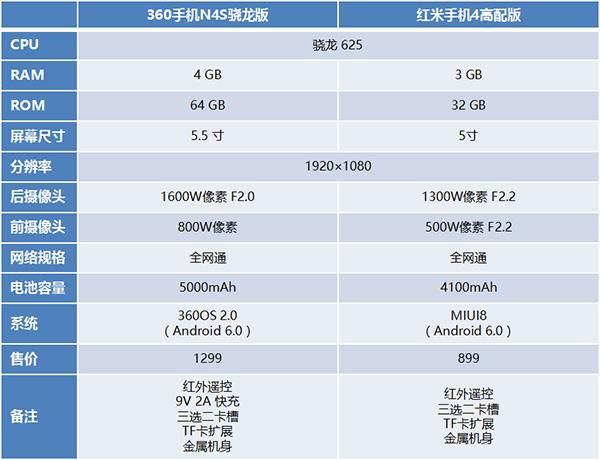 360手机N4S骁龙版 红米手机4高配版
CPU 骁龙 625
RAM 4 GB 3 GB
ROM 64 GB 32 GB
屏幕尺寸 5.5 寸 5寸
分辨率 1920×1080
后摄像头 1600W像素 F2.0 1300W像素 F2.2
前摄像头 800W像素 500W像素 F2.2
网络规格 全网通 全网通
电池容量 5000mAh 4100mAh
系统 360OS 2.0 MIUI8
（Android 6.0） （Android 6.0）
售价 1299 899
备注 红外遥控 红外遥控
9V 2A 快充 三选二卡槽
三选二卡槽 TF卡扩展
TF卡扩展 金属机身
金属机身